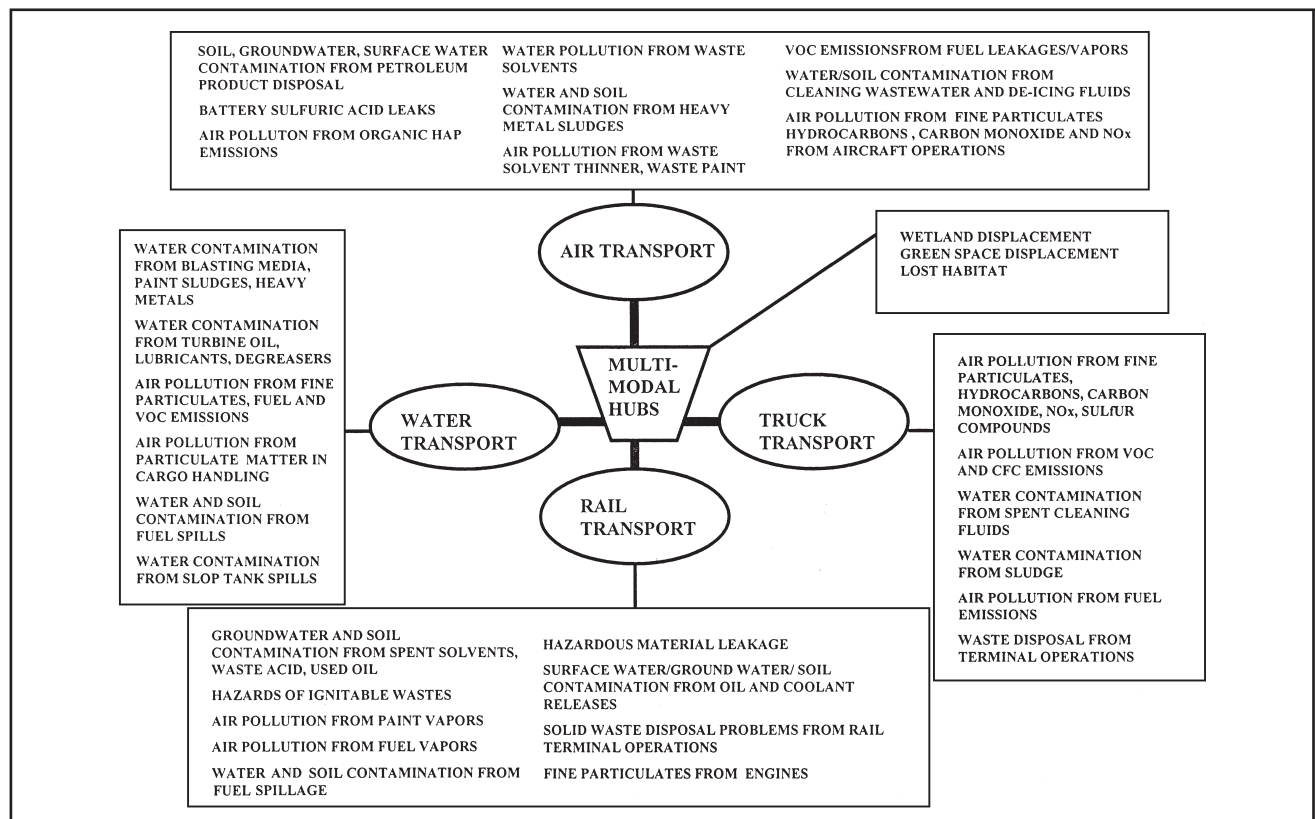 SOIL, GROUNDWATER, SURFACE WATER
CONTAMINATION FROM PETROLEUM
PRODUCT DISPOSAL
BATTERY SULFURIC ACID LEAKS
AIR POLLUTON FROM ORGANIC HAP
EMISSIONS
WATER POLLUTION FROM WASTE
SOLVENTS
WATER AND SOIL
CONTAMINATION FROM HEAVY
METAL SLUDGES
AIR POLLUTION FROM WASTE
SOLVENT THINNER, WASTE PAINT
VOC EMISSIONSFROM FUEL LEAKAGES/VAPORS
WATER/SOIL CONTAMINATION FROM
CLEANING WASTEWATER AND DE-ICING FLUIDS
AIR POLLUTION FROM FINE PARTICULATES
HYDROCARBONS , CARBON MONOXIDE AND NOx
FROM AIRCRAFT OPERATIONS
AIR TRANSPORT
WETLAND DISPLACEMENT
GREEN SPACE DISPLACEMENT
LOST HABITAT
WATER CONTAMINATION
FROM BLASTING MEDIA,
PAINT SLUDGES, HEAVY
METALS
WATER CONTAMINATION
FROM TURBINE OIL,
LUBRICANTS, DEGREASERS
AIR POLLUTION FROM FINE
PARTICULATES, FUEL AND
VOC EMISSIONS
AIR POLLUTION FROM
PARTICULATE MATTER IN
CARGO HANDLING
WATER AND SOIL
CONTAMINATION FROM
FUEL SPILLS
WATER CONTAMINATION
FROM SLOP TANK SPILLS
WATER
TRANSPORT
MULTI-
MODAL
HUBS
TRUCK
TRANSPORT
RAIL
TRANSPORT
AIR POLLUTION FROM FINE
PARTICULATES,
HYDROCARBONS, CARBON
MONOXIDE, NOx, SULfUR
COMPOUNDS
AIR POLLUTION FROM VOC
AND CFC EMISSIONS
WATER CONTAMINATION
FROM SPENT CLEANING
FLUIDS
WATER CONTAMINATION
FROM SLUDGE
AIR POLLUTION FROM FUEL
EMISSIONS
WASTE DISPOSAL FROM
TERMINAL OPERATIONS
GROUNDWATER AND SOIL
CONTAMINATION FROM SPENT SOLVENTS,
WASTE ACID, USED OIL
HAZARDS OF IGNITABLE WASTES
AIR POLLUTION FROM PAINT VAPORS
AIR POLLUTION FROM FUEL VAPORS
WATER AND SOIL CONTAMINATION FROM
FUEL SPILLAGE
HAZARDOUS MATERIAL LEAKAGE
SURFACE WATER/GROUND WATER/ SOIL
CONTAMINATION FROM OIL AND COOLANT
RELEASES
SOLID WASTE DISPOSAL PROBLEMS FROM RAIL
TERMINAL OPERATIONS
FINE PARTICULATES FROM ENGINES